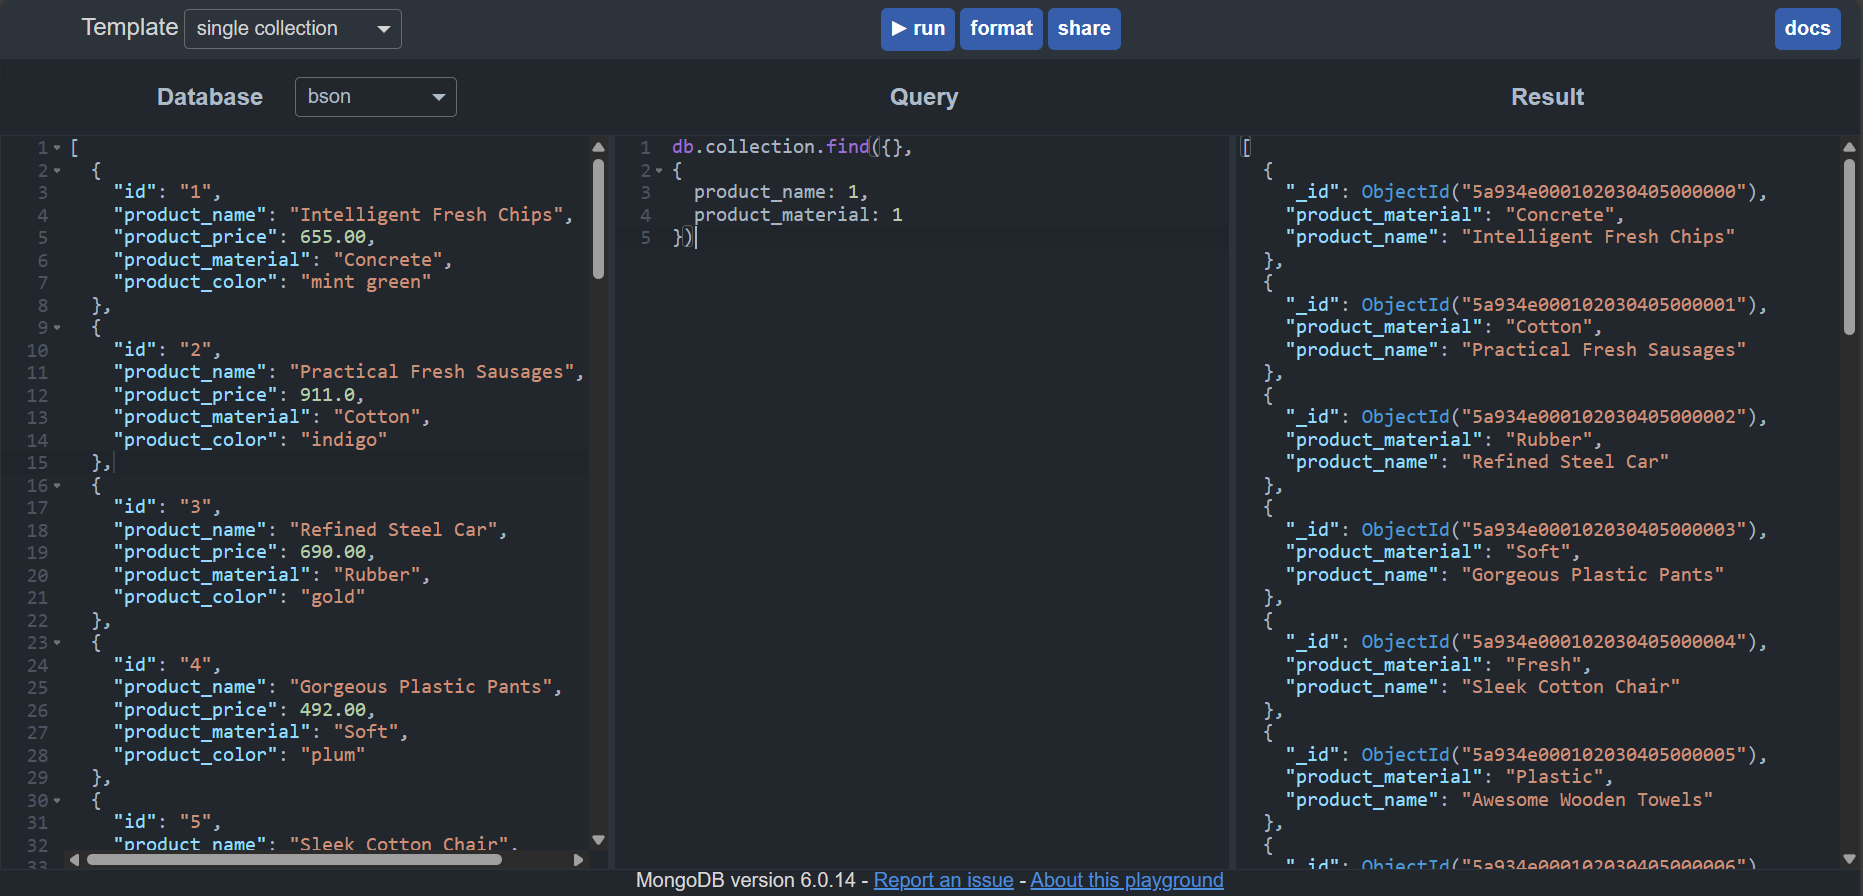 Template single collection ▶ run format share docs
Database bson Query Result
1 [
2 {
3 "id": "1",
4 "product_name": "Intelligent Fresh Chips",
5 "product_price": 655.00,
6 "product_material": "Concrete",
7 "product_color": "mint green"
8 },
9 {
10 "id": "2",
11 "product_name": "Practical Fresh Sausages",
12 "product_price": 911.0,
13 "product_material": "Cotton",
14 "product_color": "indigo"
15 },
16 {
17 "id": "3",
18 "product_name": "Refined Steel Car",
19 "product_price": 690.00,
20 "product_material": "Rubber",
21 "product_color": "gold"
22 },
23 {
24 "id": "4",
25 "product_name": "Gorgeous Plastic Pants",
26 "product_price": 492.00,
27 "product_material": "Soft",
28 "product_color": "plum"
29 },
30 {
31 "id": "5",
32 "product_name": "Sleek Cotton Chair",
33
1 db.collection.find({},
2 {
3 product_name: 1,
4 product_material: 1
5 })
[
{
"_id": ObjectId("5a934e000102030405000000"),
"product_material": "Concrete",
"product_name": "Intelligent Fresh Chips"
},
{
"_id": ObjectId("5a934e000102030405000001"),
"product_material": "Cotton",
"product_name": "Practical Fresh Sausages"
},
{
"_id": ObjectId("5a934e000102030405000002"),
"product_material": "Rubber",
"product_name": "Refined Steel Car"
},
{
"_id": ObjectId("5a934e000102030405000003"),
"product_material": "Soft",
"product_name": "Gorgeous Plastic Pants"
},
{
"_id": ObjectId("5a934e000102030405000004"),
"product_material": "Fresh",
"product_name": "Sleek Cotton Chair"
},
{
"_id": ObjectId("5a934e000102030405000005"),
"product_material": "Plastic",
"product_name": "Awesome Wooden Towels"
},
{
"_id": ObjectId("5a934e000102030405000006"),
MongoDB version 6.0.14 - Report an issue - About this playground